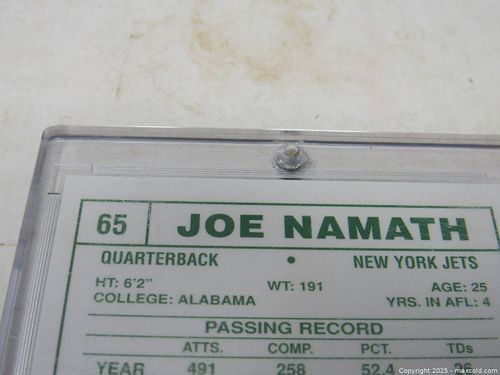 65 JOE NAMATH
QUARTERBACK • NEW YORK JETS
HT: 6'2" WT: 191 AGE: 25
COLLEGE: ALABAMA YRS. IN AFL: 4
PASSING RECORD
ATTS. COMP. PCT. TDs
YEAR 491 258 52.4
Copyright 2025 - maxsold.com